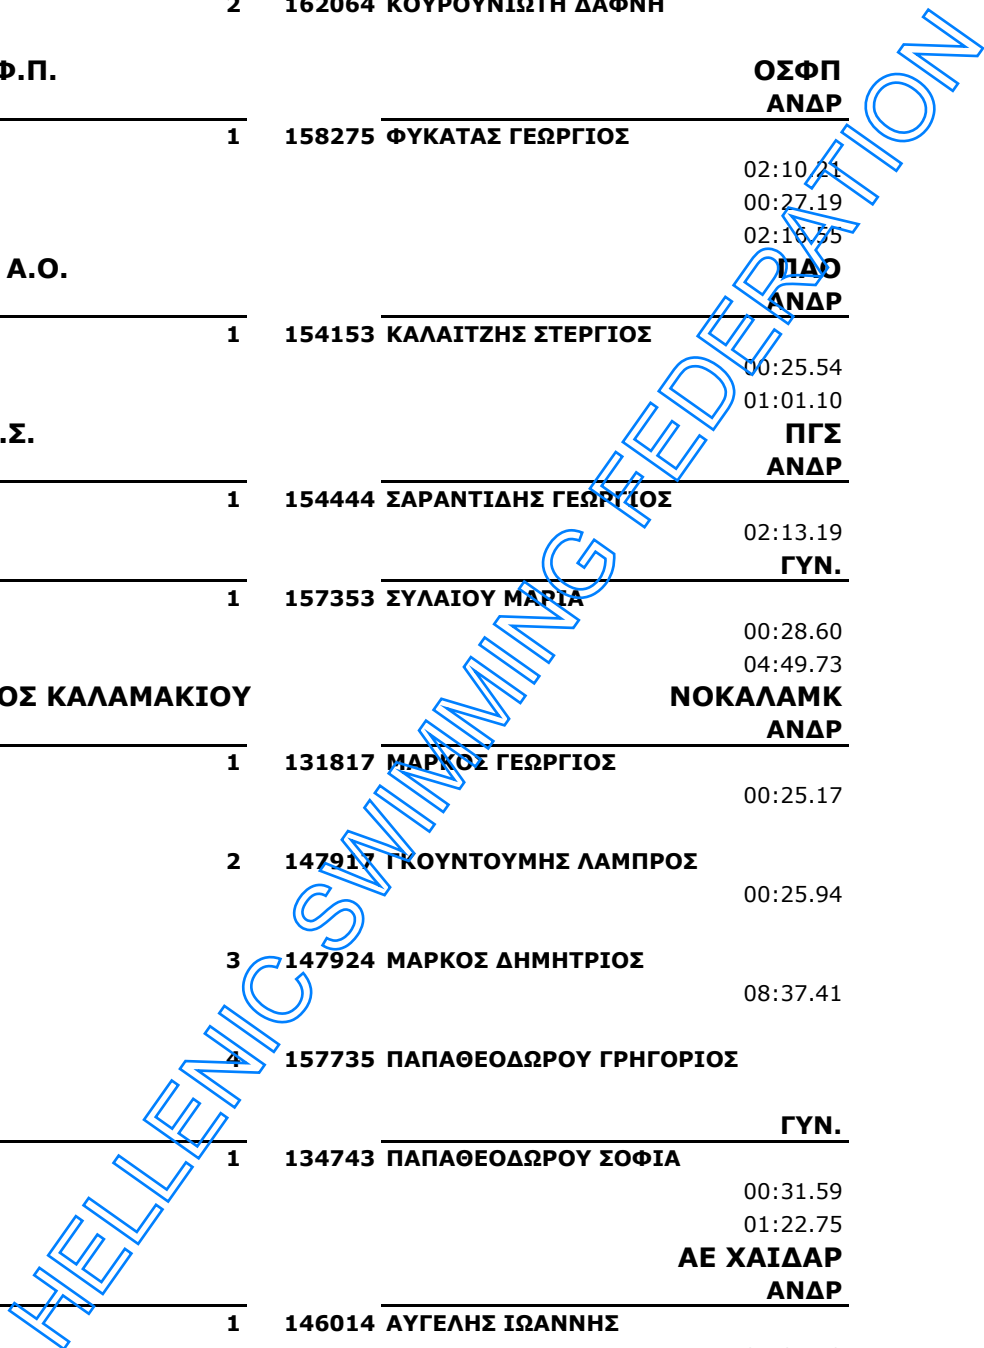 2 162064 ΚΟΥΡΟΥΝΙΩΤΗ ΔΑΦΝΗ
Φ.Π. ΟΣΦΠ
ΑΝΔΡ
1 158275 ΦΥΚΑΤΑΣ ΓΕΩΡΓΙΟΣ
02:10.21
00:27.19
02:16.55
Α.Ο. ΠΑΟ
ΑΝΔΡ
1 154153 ΚΑΛΑΙΤΖΗΣ ΣΤΕΡΓΙΟΣ
00:25.54
01:01.10
.Σ. ΠΓΣ
ΑΝΔΡ
1 154444 ΣΑΡΑΝΤΙΔΗΣ ΓΕΩΡΓΙΟΣ
02:13.19
ΓΥΝ.
1 157353 ΣΥΛΑΙΟΥ ΜΑΡΙΑ
00:28.60
04:49.73
ΟΣ ΚΑΛΑΜΑΚΙΟΥ ΝΟΚΑΛΑΜΚ
ΑΝΔΡ
1 131817 ΜΑΡΚΟΣ ΓΕΩΡΓΙΟΣ
00:25.17
2 147917 ΓΚΟΥΝΤΟΥΜΗΣ ΛΑΜΠΡΟΣ
00:25.94
3 147924 ΜΑΡΚΟΣ ΔΗΜΗΤΡΙΟΣ
08:37.41
4 157735 ΠΑΠΑΘΕΟΔΩΡΟΥ ΓΡΗΓΟΡΙΟΣ
ΓΥΝ.
1 134743 ΠΑΠΑΘΕΟΔΩΡΟΥ ΣΟΦΙΑ
00:31.59
01:22.75
ΑΕ ΧΑΙΔΑΡ
ΑΝΔΡ
1 146014 ΑΥΓΕΛΗΣ ΙΩΑΝΝΗΣ
HELLENIC SWIMMING FEDERATION